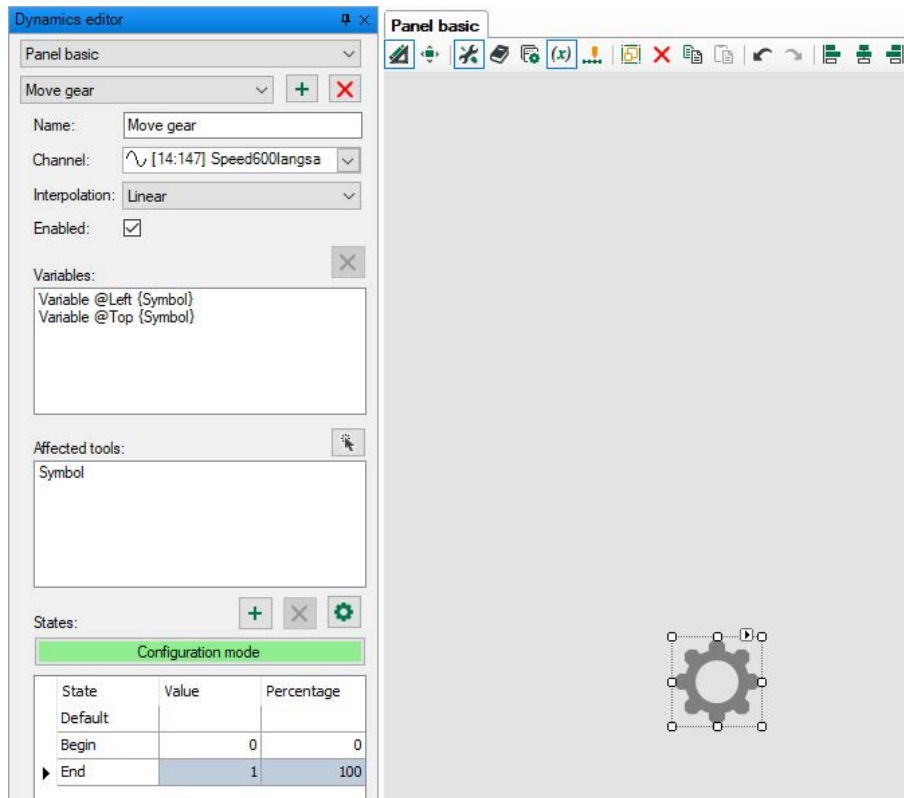 Dynamics editor
Panel basic
Panel basic
(x)
Move gear
Name: Move gear
Channel: [14:147] Speed600langsa
Interpolation: Linear
Enabled:
Variables:
Variable @Left {Symbol}
Variable @Top {Symbol}
Affected tools:
Symbol
States:
Configuration mode
State Value Percentage
Default
Begin 0 0
End 1 100